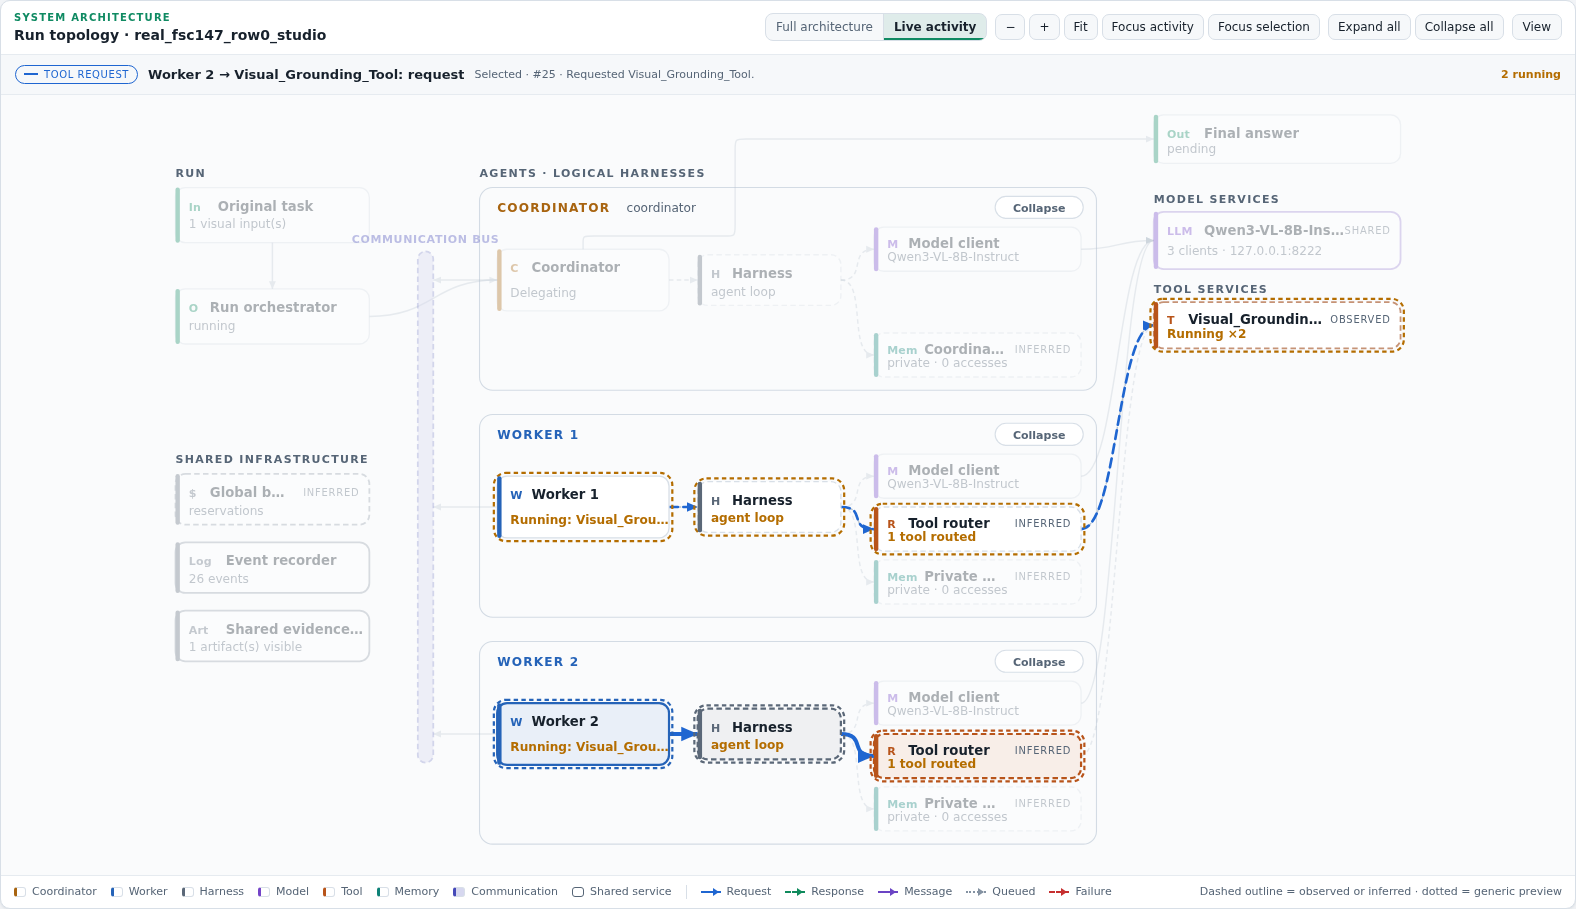 SYSTEM ARCHITECTURE
Run topology · real_fsc147_row0_studio
Full architecture
Live activity
−
+
Fit
Focus activity
Focus selection
Expand all
Collapse all
View
TOOL REQUEST
Worker 2 → Visual_Grounding_Tool: request
Selected · #25 · Requested Visual_Grounding_Tool.
2 running
Out Final answer
pending
RUN
In Original task
1 visual input(s)
O Run orchestrator
running
COMMUNICATION BUS
AGENTS · LOGICAL HARNESSES
COORDINATOR coordinator
Collapse
C Coordinator
Delegating
H Harness
agent loop
M Model client
Qwen3-VL-8B-Instruct
Mem Coordina… INFERRED
private · 0 accesses
MODEL SERVICES
LLM Qwen3-VL-8B-Ins… SHARED
3 clients · 127.0.0.1:8222
TOOL SERVICES
T Visual_Groundin… OBSERVED
Running ×2
WORKER 1
Collapse
W Worker 1
Running: Visual_Grou…
H Harness
agent loop
M Model client
Qwen3-VL-8B-Instruct
R Tool router INFERRED
1 tool routed
Mem Private … INFERRED
private · 0 accesses
SHARED INFRASTRUCTURE
$ Global b… INFERRED
reservations
Log Event recorder
26 events
Art Shared evidence…
1 artifact(s) visible
WORKER 2
Collapse
W Worker 2
Running: Visual_Grou…
H Harness
agent loop
M Model client
Qwen3-VL-8B-Instruct
R Tool router INFERRED
1 tool routed
Mem Private … INFERRED
private · 0 accesses
Coordinator
Worker
Harness
Model
Tool
Memory
Communication
Shared service
Request
Response
Message
Queued
Failure
Dashed outline = observed or inferred · dotted = generic preview